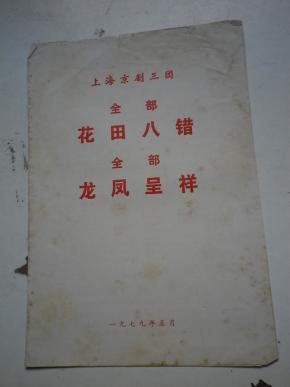 上海京剧三团
全部
花田八错
全部
龙凤呈祥
一九七九年五月